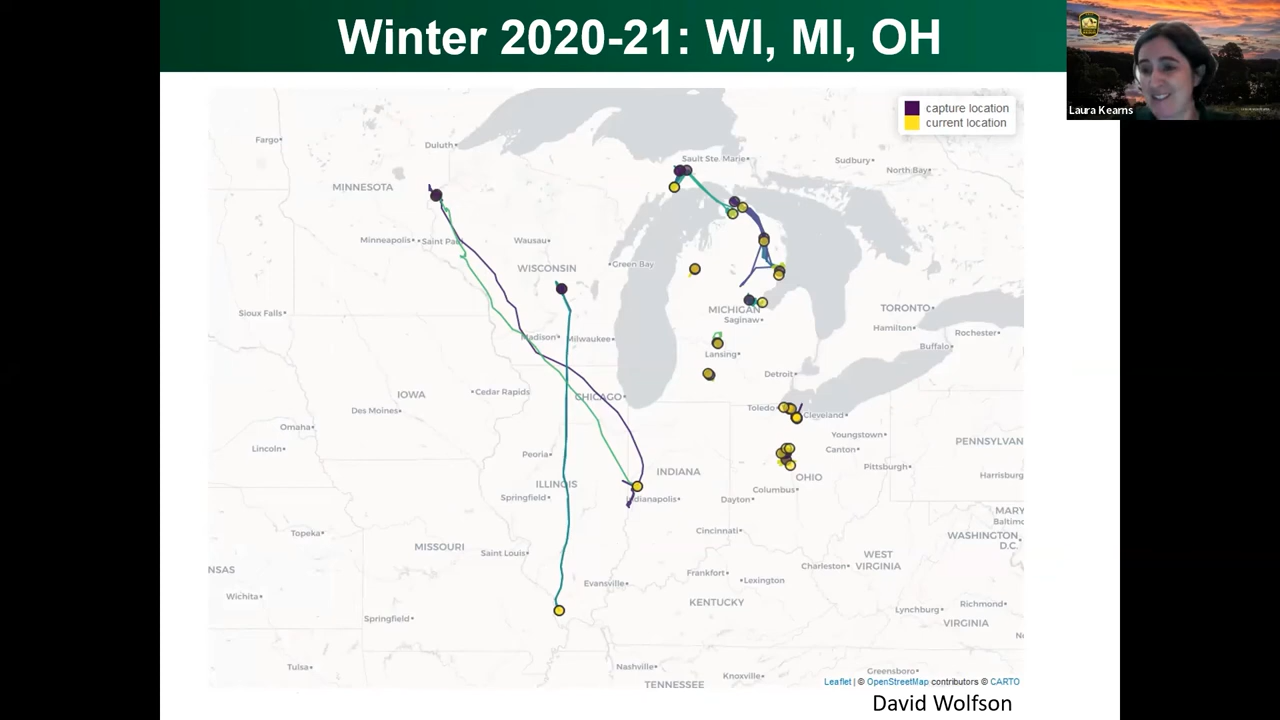 Winter 2020-21: WI, MI, OH
Laura Kearns
capture location
current location
Fargo
Duluth
Sault Ste. Marie
Sudbury
North Bay
MINNESOTA
Minneapolis
Saint Paul
Wausau
Green Bay
WISCONSIN
Sioux Falls
MICHIGAN
Saginaw
TORONTO
Hamilton
Rochester
Buffalo
Madison
Milwaukee
Lansing
Detroit
IOWA
Cedar Rapids
CHICAGO
Des Moines
Toledo
Cleveland
Omaha
Youngstown
PENNSYLVAN
Lincoln
Peoria
Canton
Pittsburgh
Harrisburg
INDIANA
OHIO
ILLINOIS
Springfield
Indianapolis
Dayton
Columbus
MARY
Baltimo
Topeka
Cincinnati
WASHINGTON,
D.C.
MISSOURI
Saint Louis
WEST
VIRGINIA
Charleston
NSAS
Evansville
Frankfort
Lexington
Wichita
KENTUCKY
Lynchburg
Richmond
Springfield
VIRGINIA
No
Tulsa
Nashville
Knoxville
Greensboro
TENNESSEE
Leaflet | © OpenStreetMap contributors © CARTO
David Wolfson